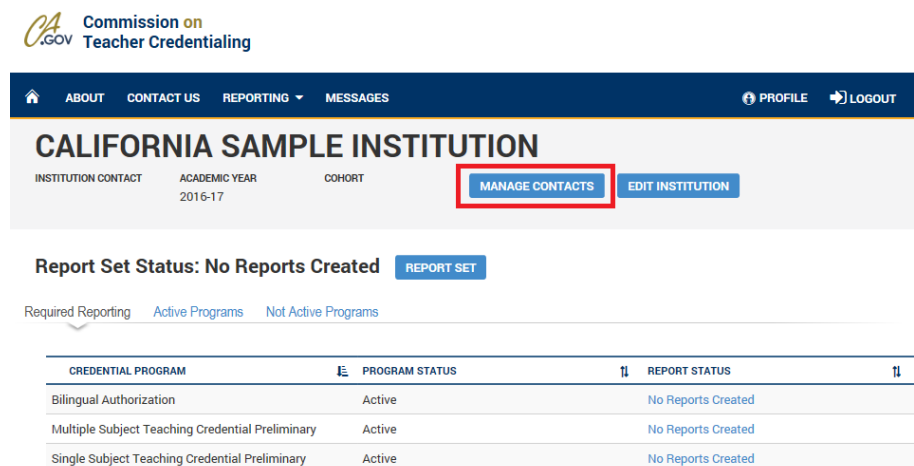 CA.GOV Commission on
Teacher Credentialing
ABOUT CONTACT US REPORTING MESSAGES PROFILE LOGOUT
CALIFORNIA SAMPLE INSTITUTION
INSTITUTION CONTACT ACADEMIC YEAR COHORT
2016-17
MANAGE CONTACTS EDIT INSTITUTION
Report Set Status: No Reports Created REPORT SET
Required Reporting Active Programs Not Active Programs
CREDENTIAL PROGRAM PROGRAM STATUS REPORT STATUS
Bilingual Authorization Active No Reports Created
Multiple Subject Teaching Credential Preliminary Active No Reports Created
Single Subject Teaching Credential Preliminary Active No Reports Created